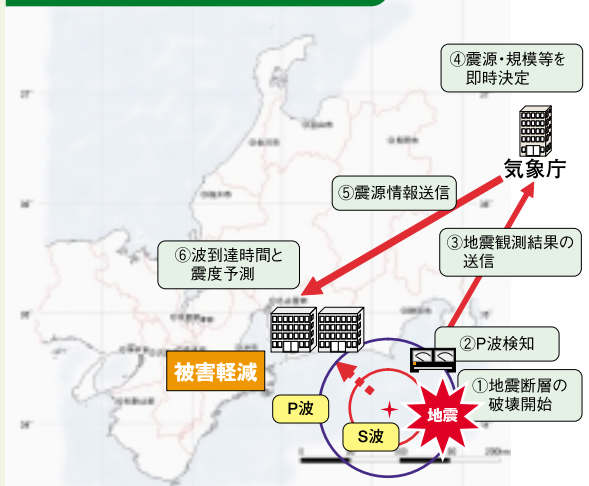 ④震源・規模等を
即時決定
気象庁
⑤震源情報送信
③地震観測結果の
送信
⑥波到達時間と
震度予測
②P波検知
被害軽減
①地震断層の
破壊開始
P波
地震
S波